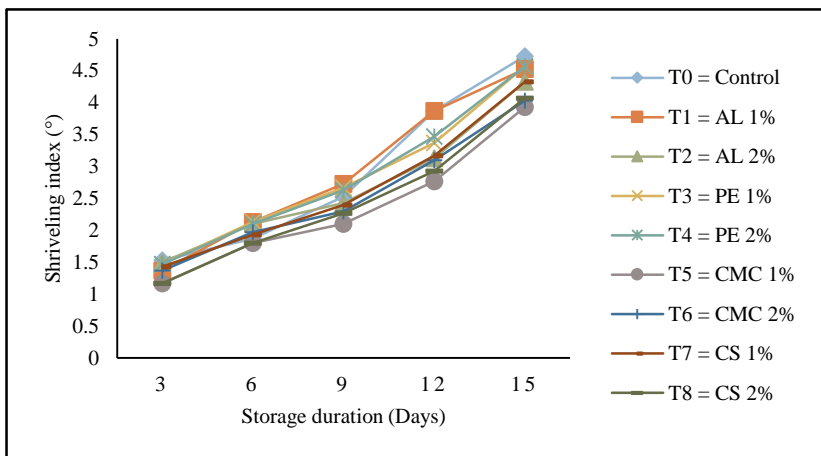 5
4.5
4
3.5
3
2.5
2
1.5
1
0.5
0
Shriveling index (°)
3 6 9 12 15
Storage duration (Days)
T0 = Control
T1 = AL 1%
T2 = AL 2%
T3 = PE 1%
T4 = PE 2%
T5 = CMC 1%
T6 = CMC 2%
T7 = CS 1%
T8 = CS 2%